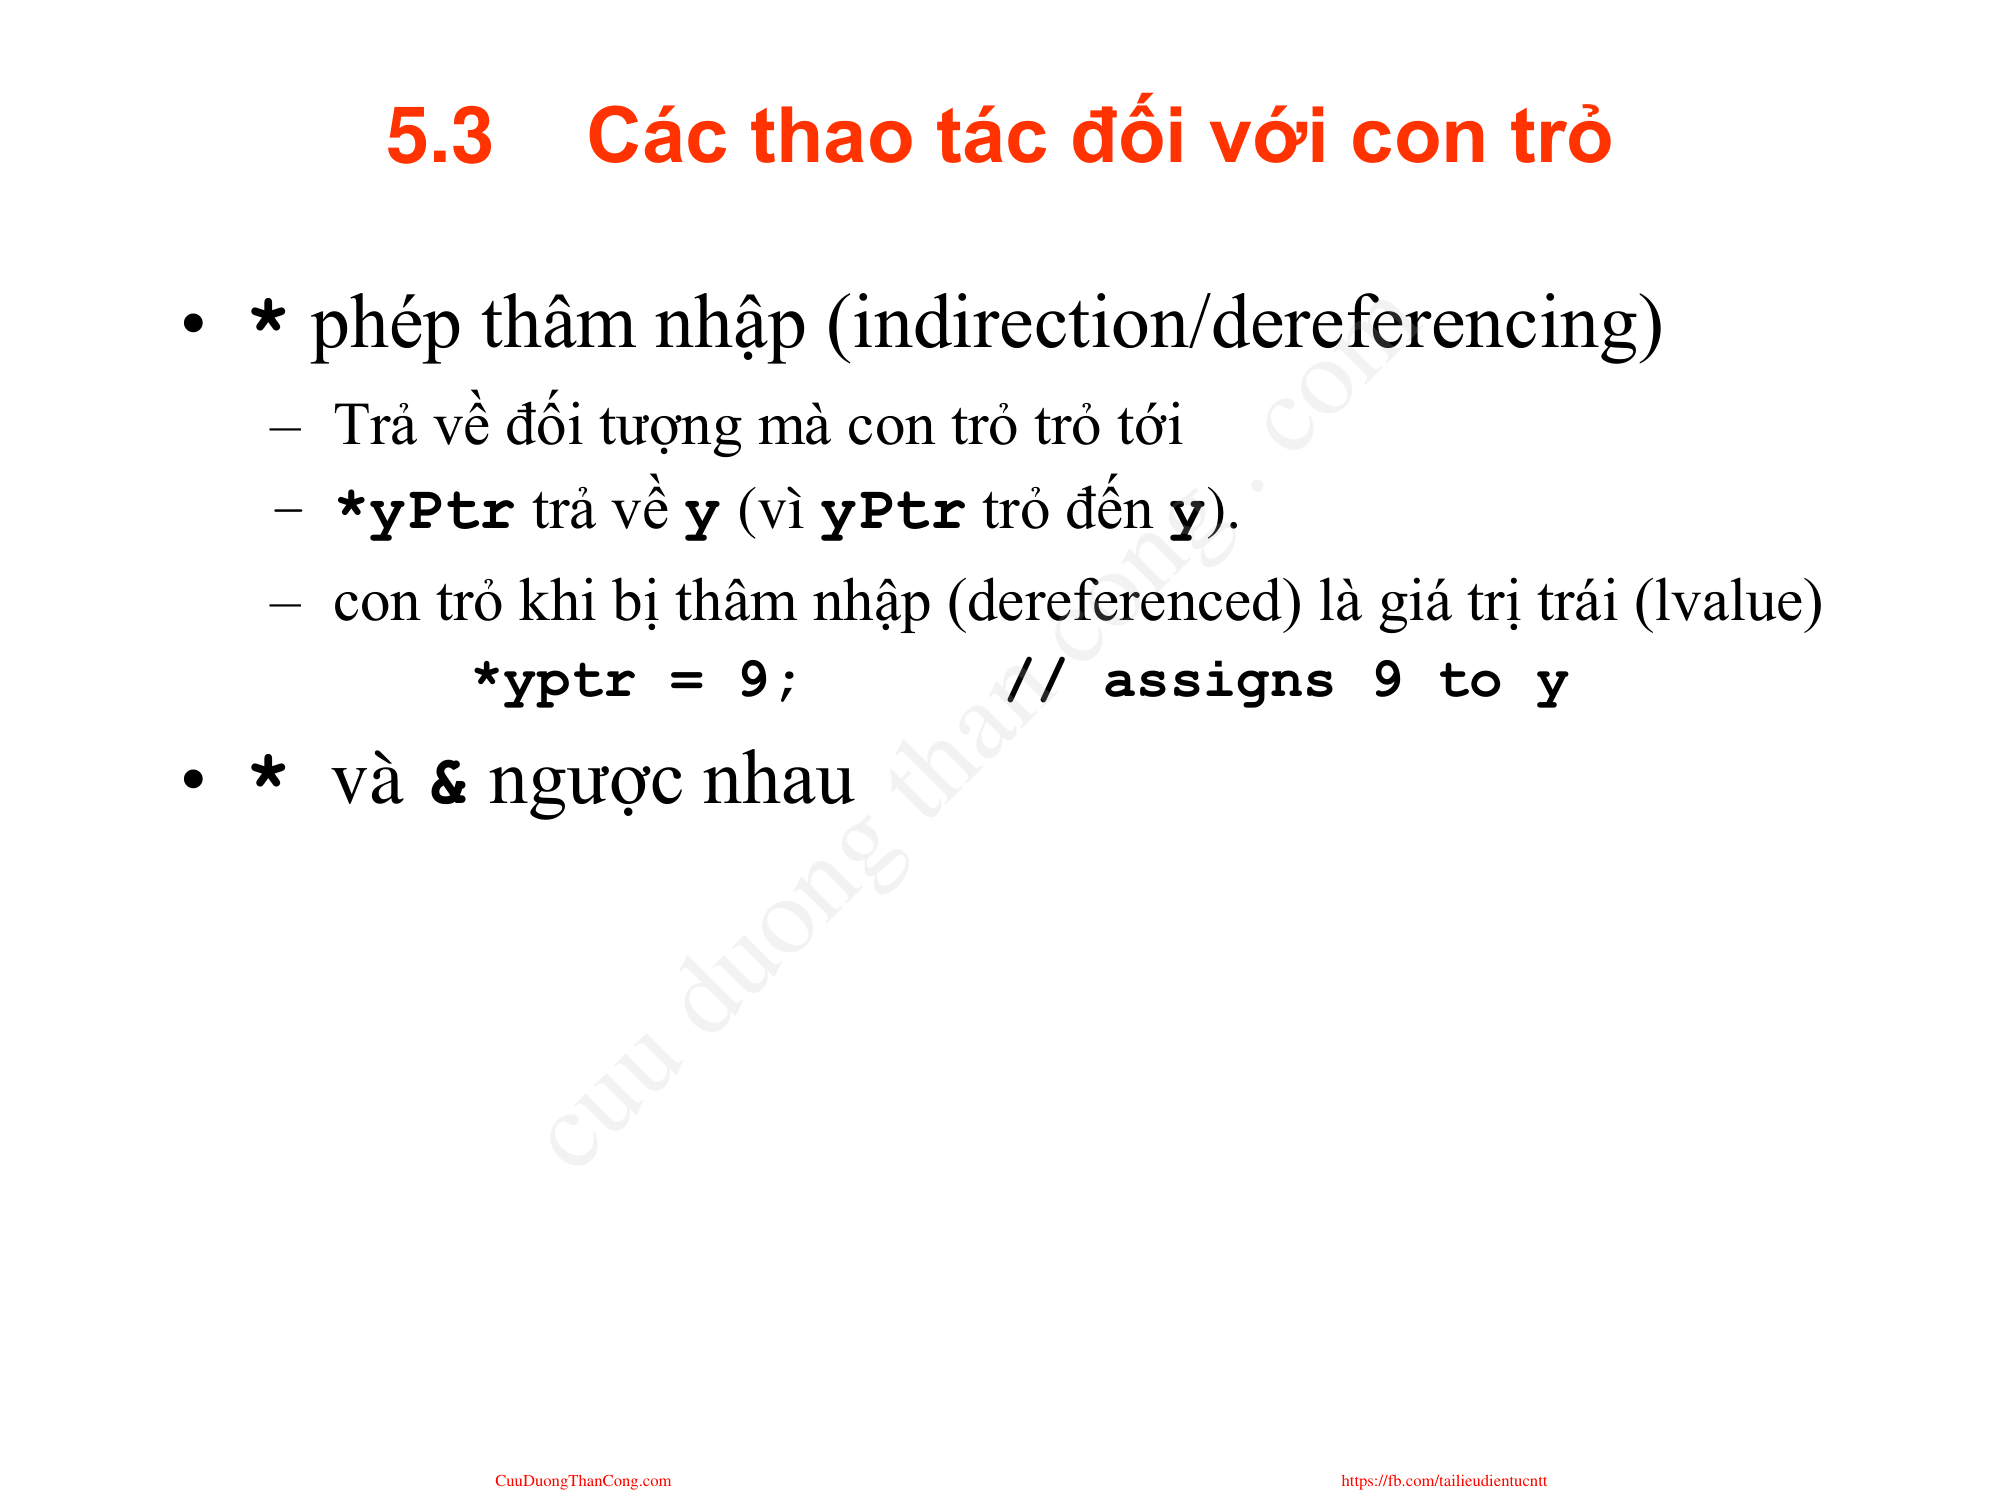 5.3 Các thao tác đối với con trỏ
• * phép thâm nhập (indirection/dereferencing)
– Trả về đối tượng mà con trỏ trỏ tới
– *yPtr trả về y (vì yPtr trỏ đến y).
– con trỏ khi bị thâm nhập (dereferenced) là giá trị trái (lvalue)
*yptr = 9; // assigns 9 to y
• * và & ngược nhau
cuu duong than cong . com
CuuDuongThanCong.com
https://fb.com/tailieudientucntt